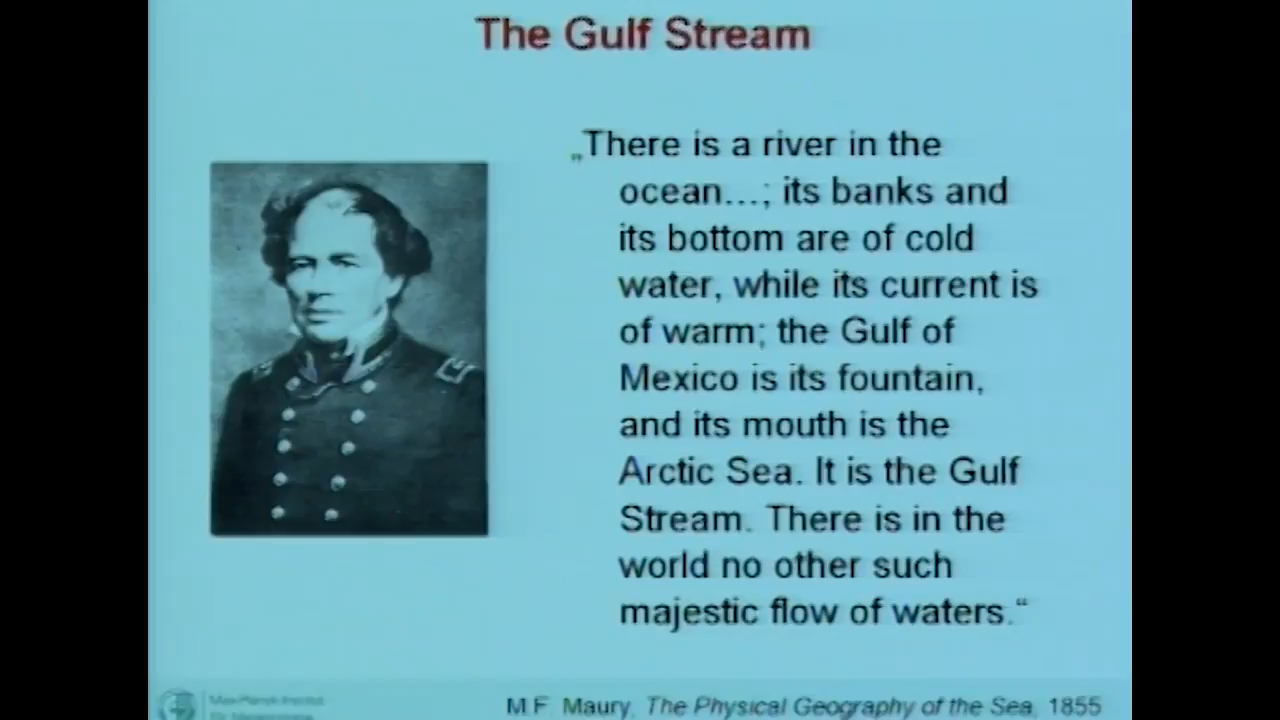 The Gulf Stream
„There is a river in the
ocean...; its banks and
its bottom are of cold
water, while its current is
of warm; the Gulf of
Mexico is its fountain,
and its mouth is the
Arctic Sea. It is the Gulf
Stream. There is in the
world no other such
majestic flow of waters.“
Max-Planck-Institut
M.F. Maury, The Physical Geography of the Sea, 1855